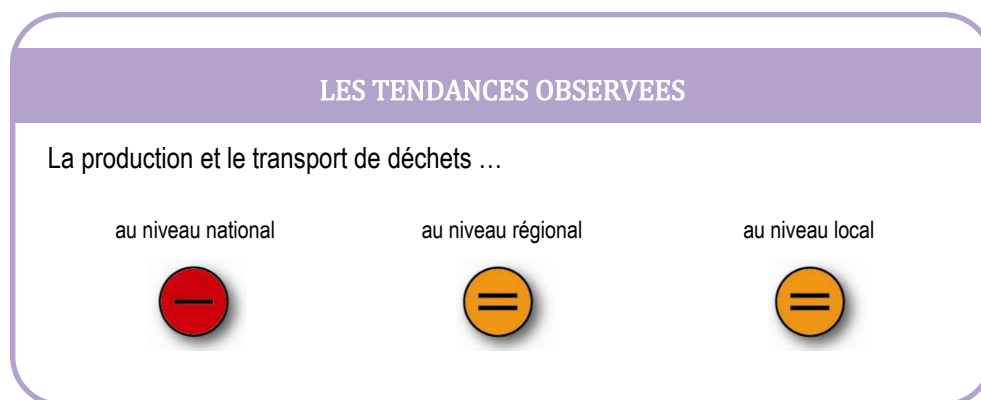 LES TENDANCES OBSERVEES
La production et le transport de déchets …
au niveau national au niveau régional au niveau local